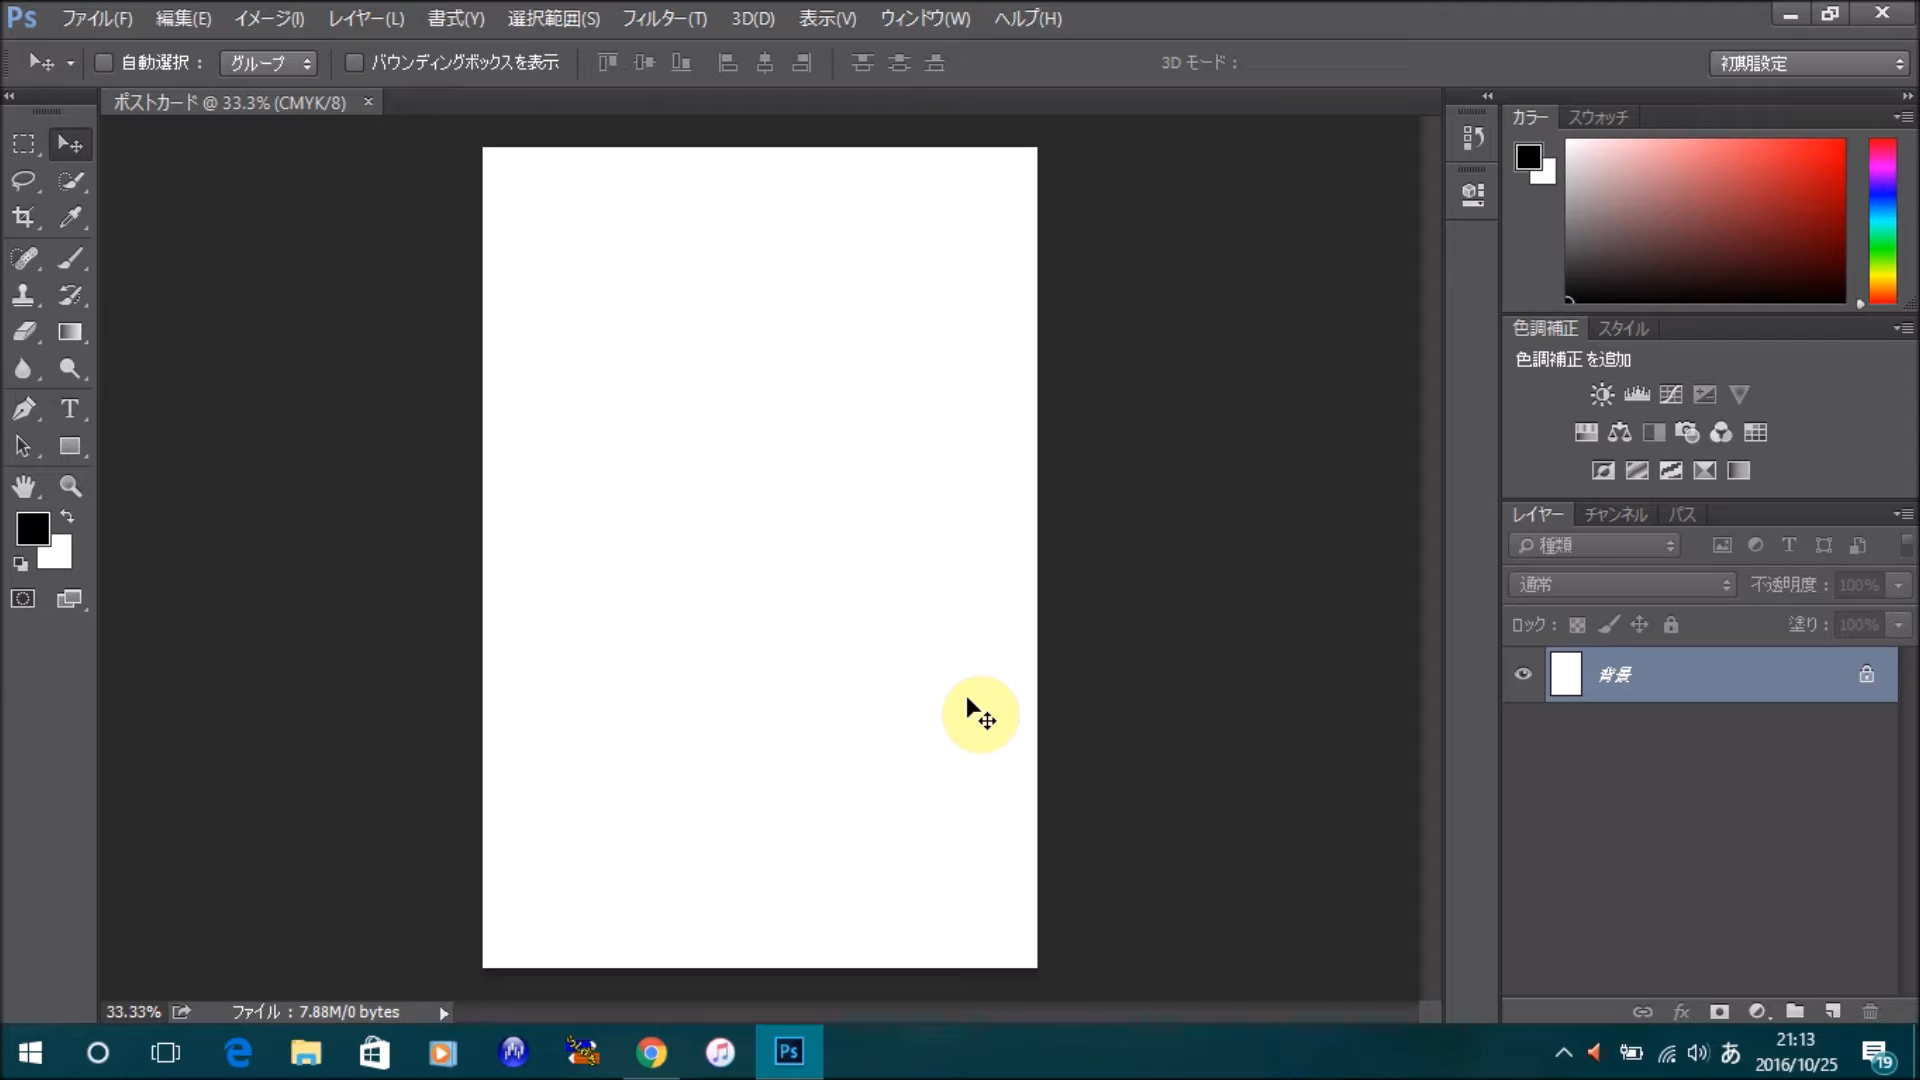 Ps ファイル(F) 編集(E) イメージ(I) レイヤー(L) 書式(Y) 選択範囲(S) フィルター(T) 3D(D) 表示(V) ウィンドウ(W) ヘルプ(H)
自動選択： グループ バウンディングボックスを表示 3D モード： 初期設定
ポストカード @ 33.3% (CMYK/8) ×
カラー スウォッチ
色調補正 スタイル
色調補正を追加
レイヤー チャンネル パス
種類
通常 不透明度： 100%
ロック： 塗り： 100%
背景
33.33% ファイル：7.88M/0 bytes
fx
Ps
あ
21:13
2016/10/25
19